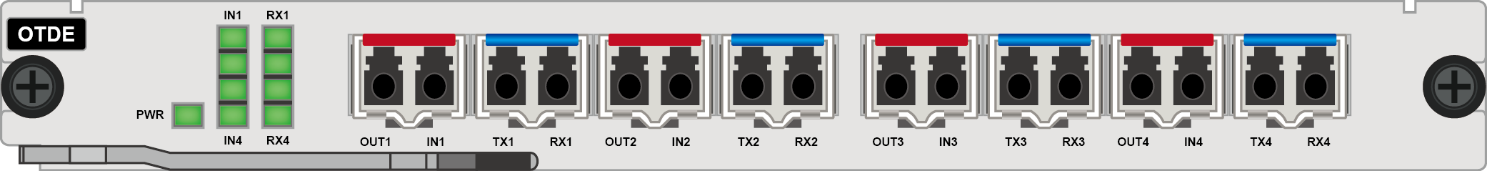 IN1 RX1
OTDE
PWR
IN4 RX4
OUT1 IN1 TX1 RX1 OUT2 IN2 TX2 RX2 OUT3 IN3 TX3 RX3 OUT4 IN4 TX4 RX4